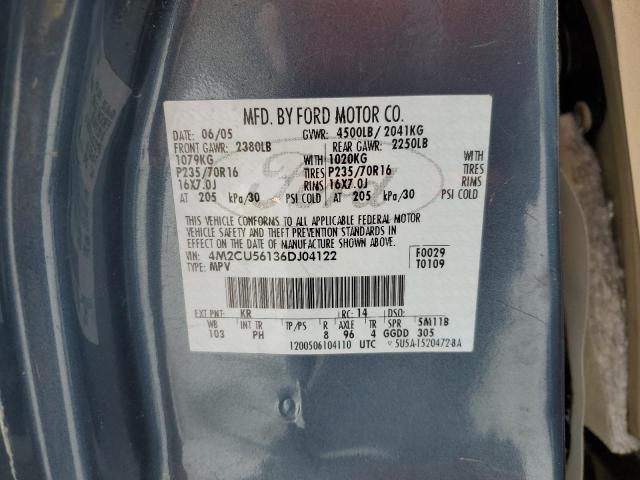 MFD. BY FORD MOTOR CO.
DATE: 06/05 GVWR: 4500LB/ 2041KG
FRONT GAWR: 2380LB REAR GAWR: 2250LB
1079KG WITH 1020KG WITH
P235/70R16 TIRES P235/70R16 TIRES
16X7.0J RIMS 16X7.0J RIMS
AT 205 kPa/30 PSI COLD AT 205 kPa/30 PSI COLD
THIS VEHICLE CONFORMS TO ALL APPLICABLE FEDERAL MOTOR
VEHICLE SAFETY AND THEFT PREVENTION STANDARDS IN
EFFECT ON THE DATE OF MANUFACTURE SHOWN ABOVE.
VIN: 4M2CU56136DJ04122 F0029
TYPE: MPV T0109
Ford
EXT PNT: KR RC: 14 DSO:
WB INT TR TP/PS R AXLE TR SPR 5M11B
103 PH 8 96 4 GGDD 305
1200506104110 UTC 5U5A-1520472-BA